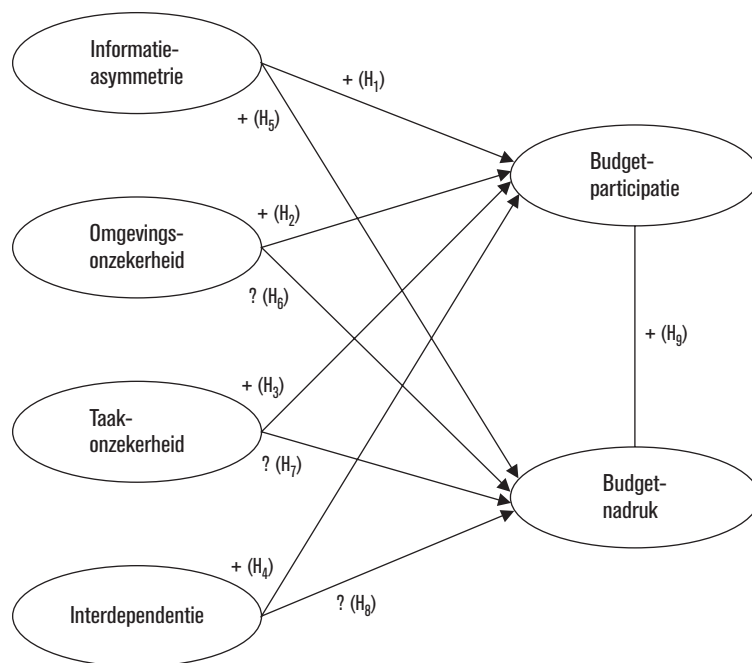 Informatie-
asymmetrie
+ (H₁)
+ (H₅)
Budget-
participatie
Omgevings-
onzekerheid
+ (H₂)
? (H₆)
+ (H₉)
Taak-
onzekerheid
+ (H₃)
? (H₇)
Budget-
nadruk
Interdependentie
+ (H₄)
? (H₈)